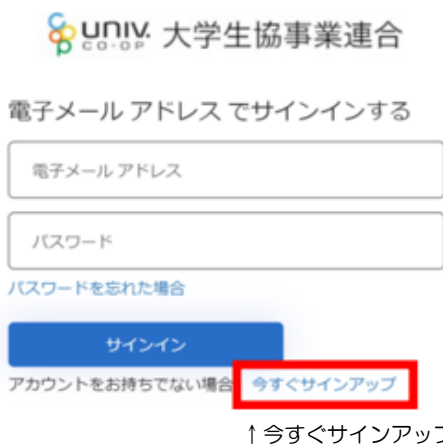 UNIV. CO-OP 大学生協事業連合
電子メール アドレス でサインインする
電子メール アドレス
パスワード
パスワードを忘れた場合
サインイン
アカウントをお持ちでない場合 今すぐサインアップ
↑今すぐサインアップ